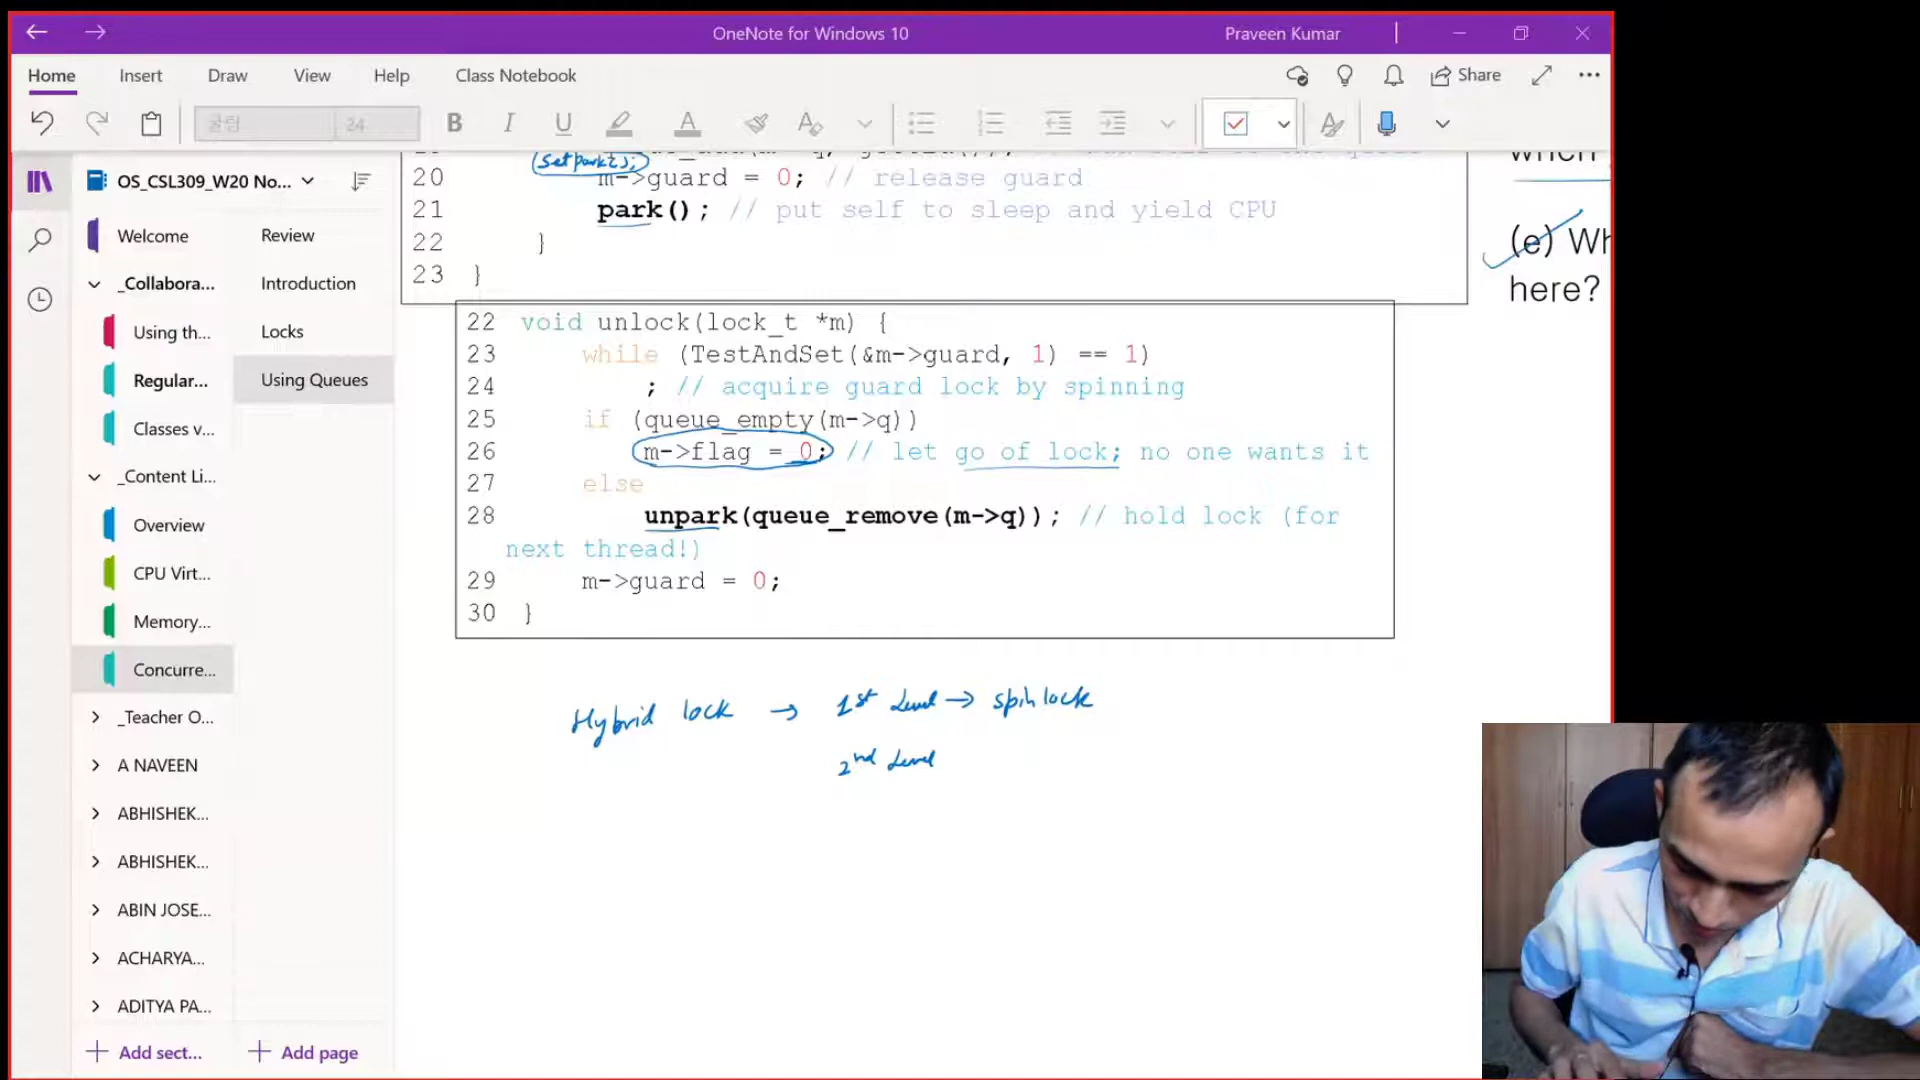 OneNote for Windows 10
Praveen Kumar
Home Insert Draw View Help Class Notebook
Share
굴림 24
B I U
OS_CSL309_W20 No...
Welcome
_Collabora...
Using th...
Regular...
Classes v...
_Content Li...
Overview
CPU Virt...
Memory...
Concurre...
_Teacher O...
A NAVEEN
ABHISHEK...
ABHISHEK...
ABIN JOSE...
ACHARYA...
ADITYA PA...
Add sect...
Review
Introduction
Locks
Using Queues
Add page
setpark();
20 m->guard = 0; // release guard
21 park(); // put self to sleep and yield CPU
22 }
23 }
22 void unlock(lock_t *m) {
23 while (TestAndSet(&m->guard, 1) == 1)
24 ; // acquire guard lock by spinning
25 if (queue_empty(m->q))
26 m->flag = 0; // let go of lock; no one wants it
27 else
28 unpark(queue_remove(m->q)); // hold lock (for
next thread!)
29 m->guard = 0;
30 }
when
(e) Wh
here?
Hybrid lock → 1st Level → spin lock
2nd Level